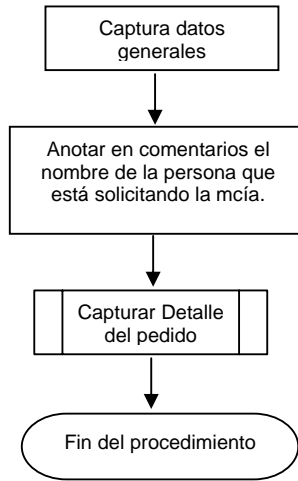 Captura datos
generales
Anotar en comentarios el
nombre de la persona que
está solicitando la mcía.
Capturar Detalle
del pedido
Fin del procedimiento